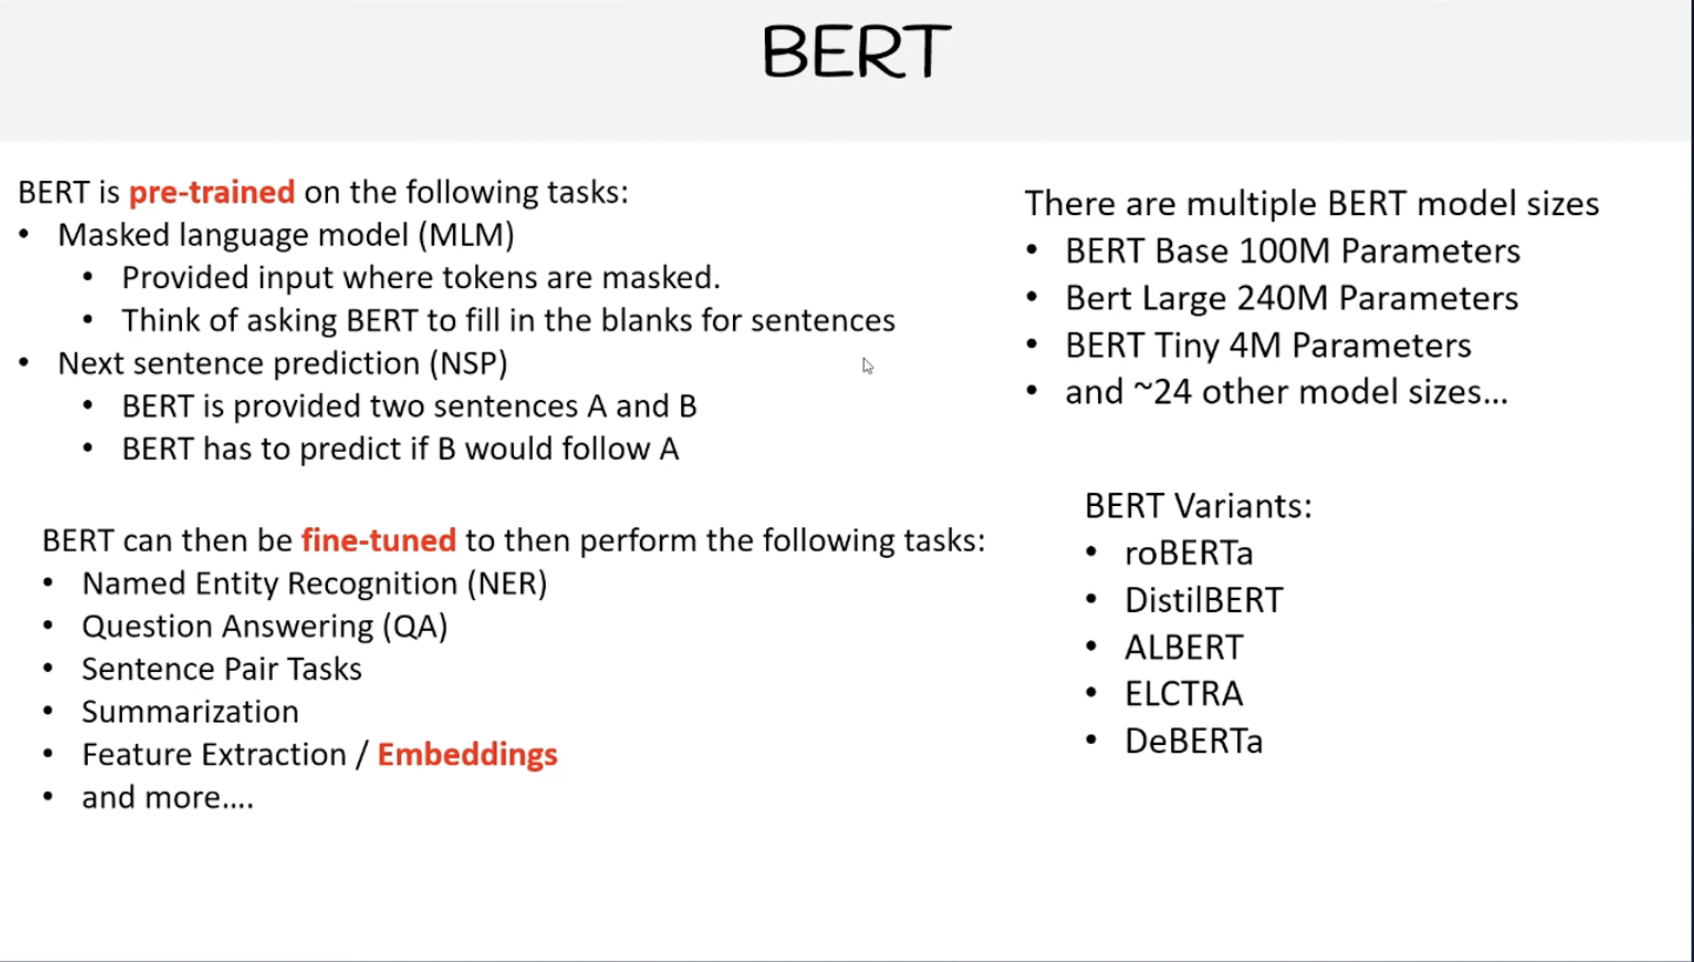 BERT
BERT is pre-trained on the following tasks:
• Masked language model (MLM)
• Provided input where tokens are masked.
• Think of asking BERT to fill in the blanks for sentences
• Next sentence prediction (NSP)
• BERT is provided two sentences A and B
• BERT has to predict if B would follow A
BERT can then be fine-tuned to then perform the following tasks:
• Named Entity Recognition (NER)
• Question Answering (QA)
• Sentence Pair Tasks
• Summarization
• Feature Extraction / Embeddings
• and more....
There are multiple BERT model sizes
• BERT Base 100M Parameters
• Bert Large 240M Parameters
• BERT Tiny 4M Parameters
• and ~24 other model sizes...
BERT Variants:
• roBERTa
• DistilBERT
• ALBERT
• ELCTRA
• DeBERTa